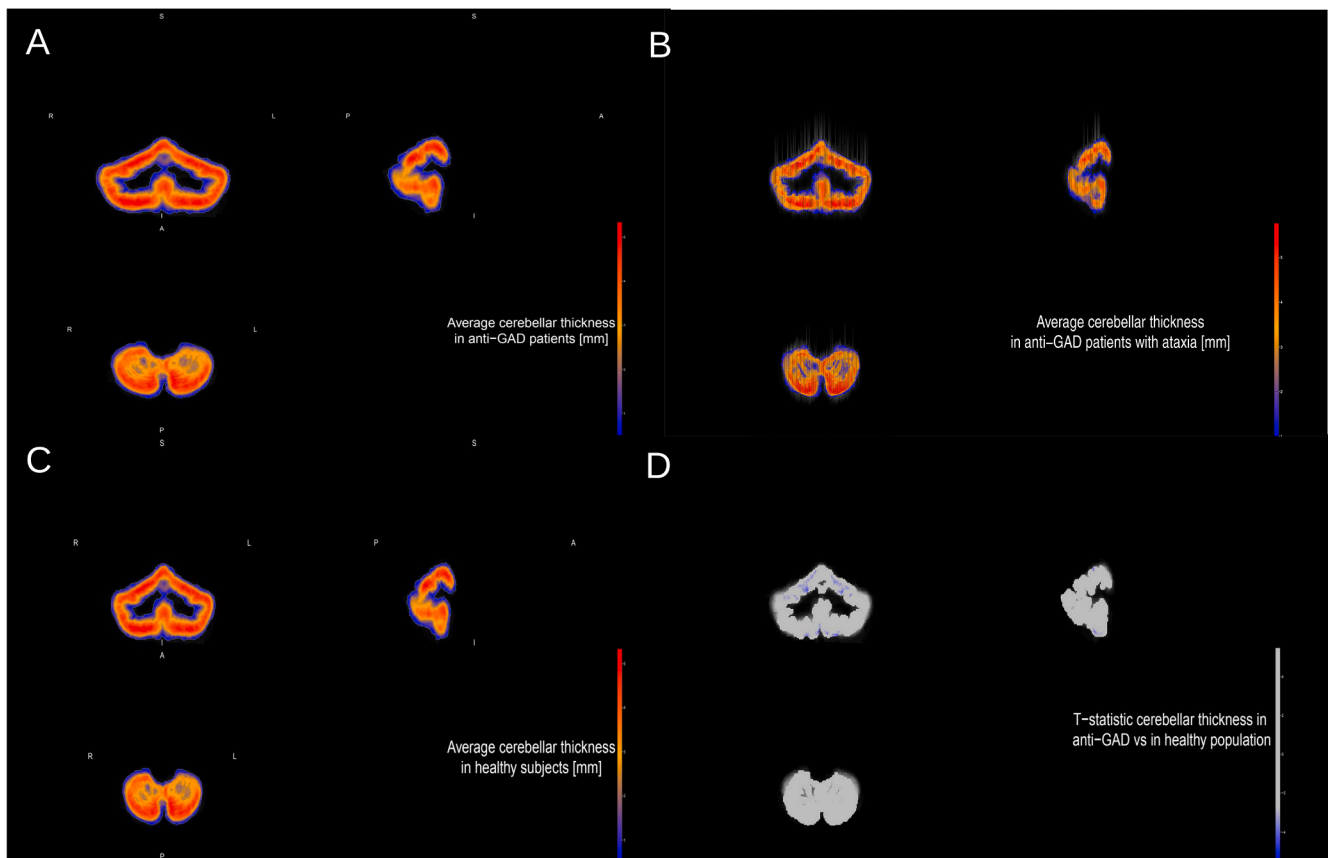 A
S
S
B
R
L
P
A
I
I
A
R
L
Average cerebellar thickness
in anti-GAD patients [mm]
Average cerebellar thickness
in anti-GAD patients with ataxia [mm]
P
C
S
S
D
R
L
P
A
I
I
A
R
L
Average cerebellar thickness
in healthy subjects [mm]
T-statistic cerebellar thickness in
anti-GAD vs in healthy population
P